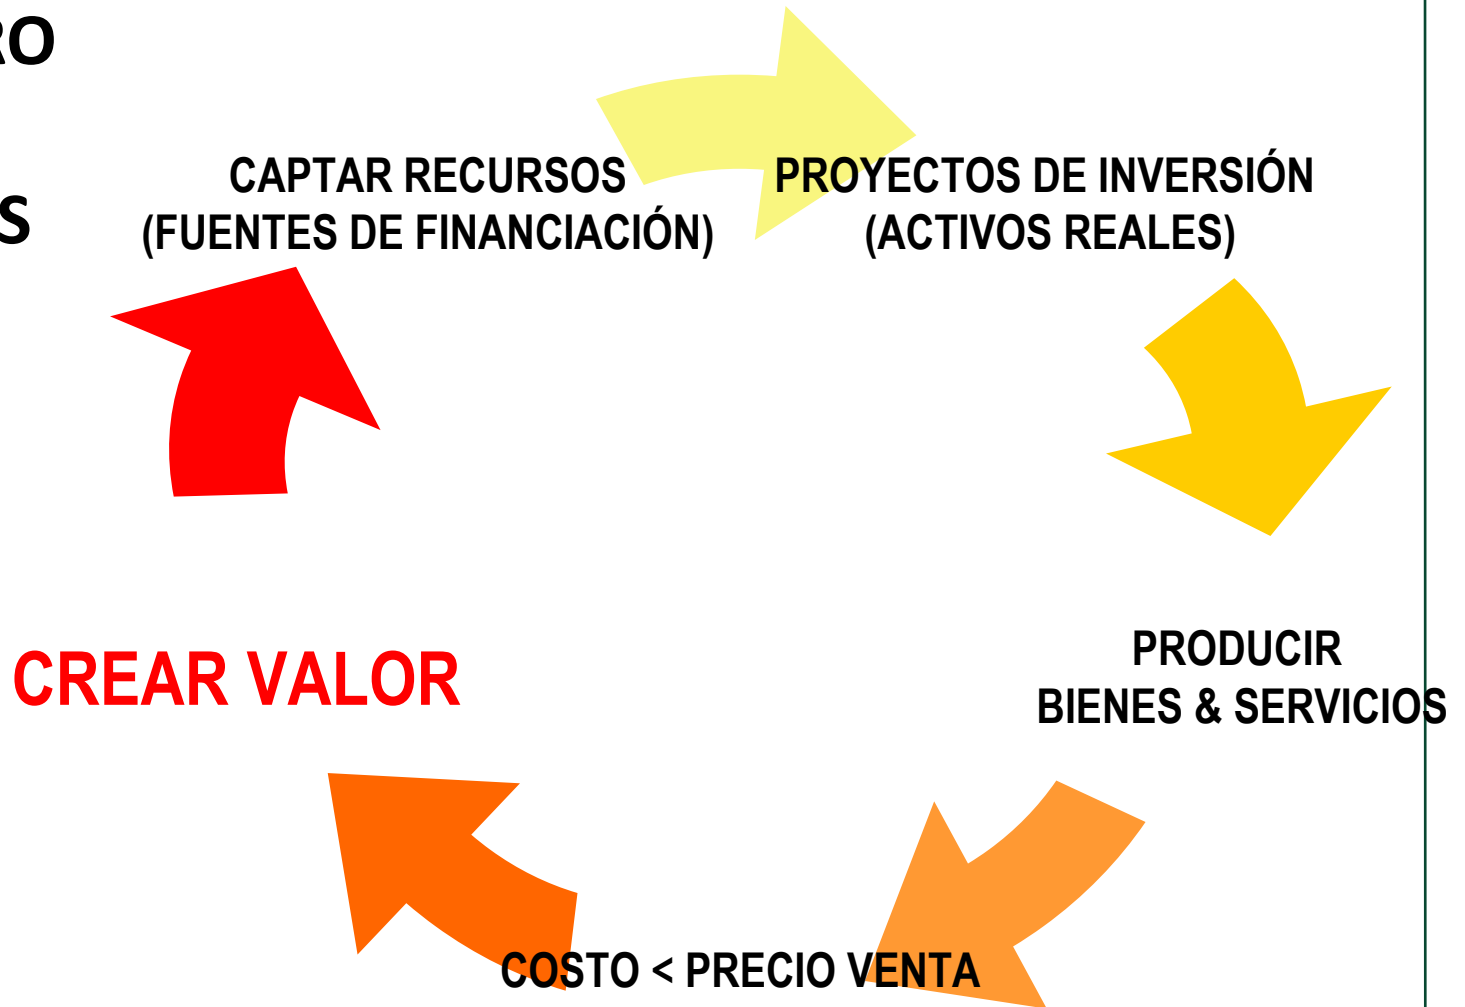 RO
S
CAPTAR RECURSOS
(FUENTES DE FINANCIACIÓN)
PROYECTOS DE INVERSIÓN
(ACTIVOS REALES)
PRODUCIR
BIENES & SERVICIOS
COSTO < PRECIO VENTA
CREAR VALOR